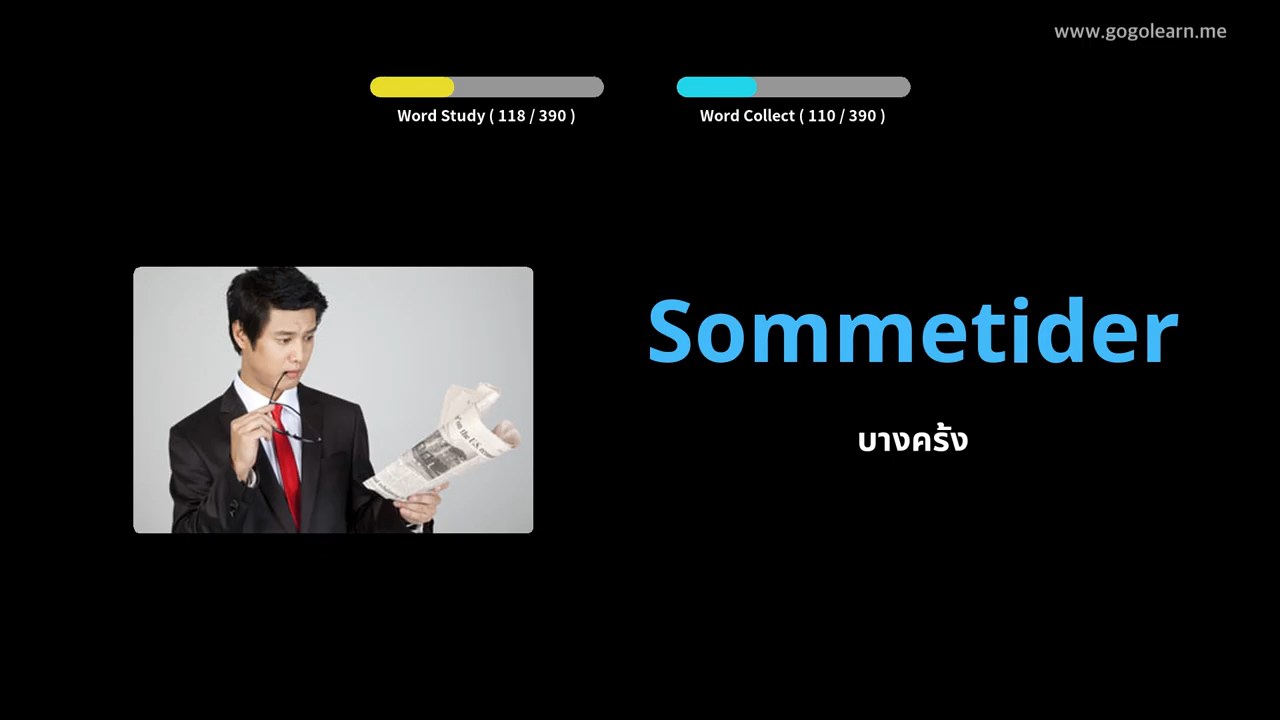 www.gogolearn.me
Word Study ( 118 / 390 )
Word Collect ( 110 / 390 )
Sommetider
บางครั้ง